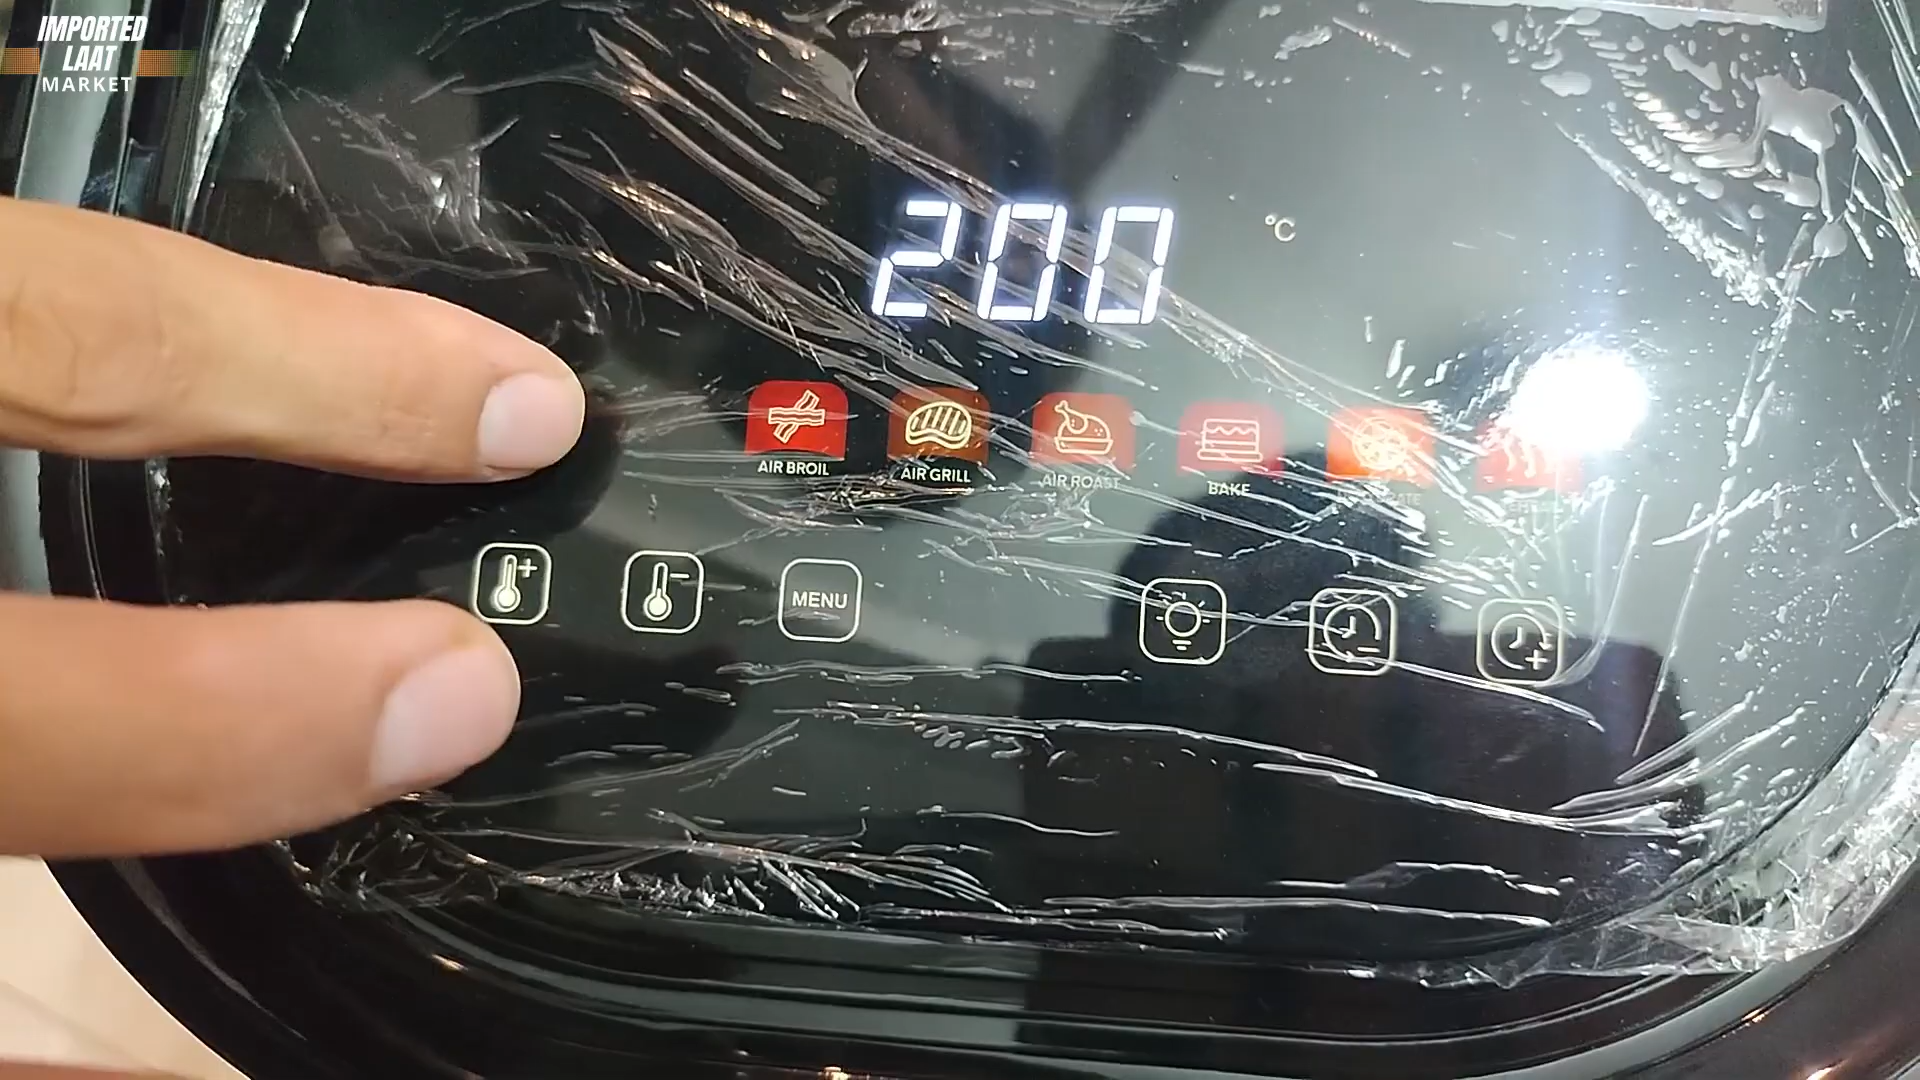 IMPORTED
LAAT
MARKET
200 °C
AIR BROIL
AIR GRILL
AIR ROAST
BAKE
MENU